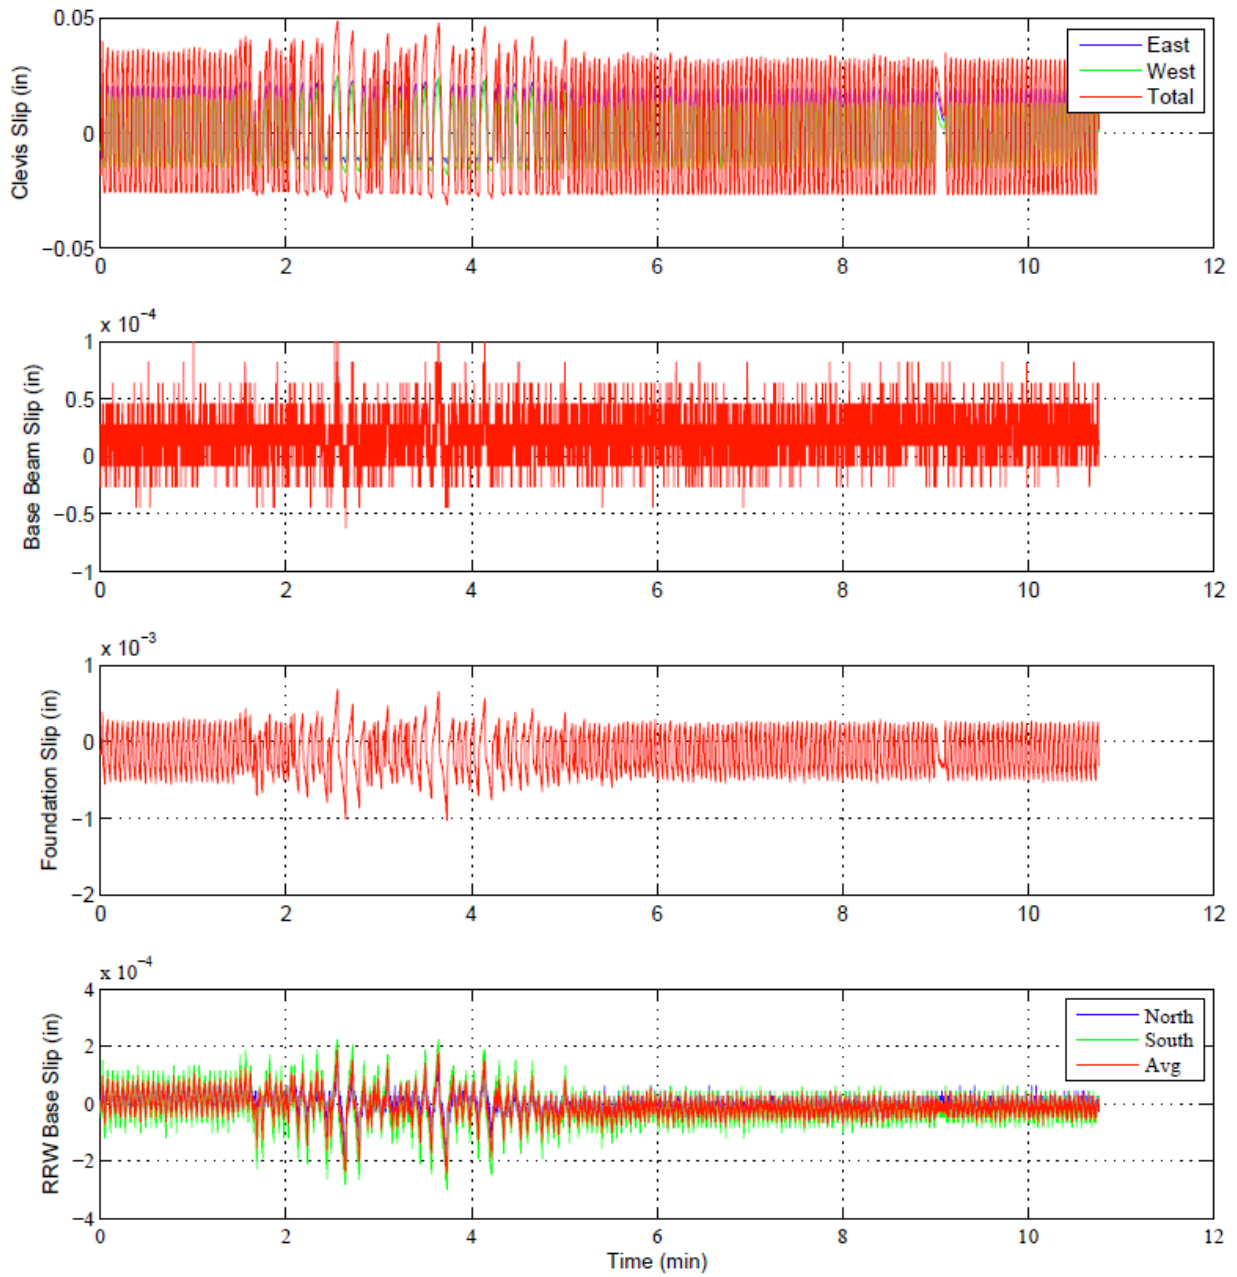 0.05
0
−0.05
Clevis Slip (in)
East
West
Total
0 2 4 6 8 10 12
x 10⁻⁴
1
0.5
0
−0.5
−1
Base Beam Slip (in)
0 2 4 6 8 10 12
x 10⁻³
1
0
−1
−2
Foundation Slip (in)
0 2 4 6 8 10 12
x 10⁻⁴
4
2
0
−2
−4
RRW Base Slip (in)
North
South
Avg
0 2 4 6 8 10 12
Time (min)